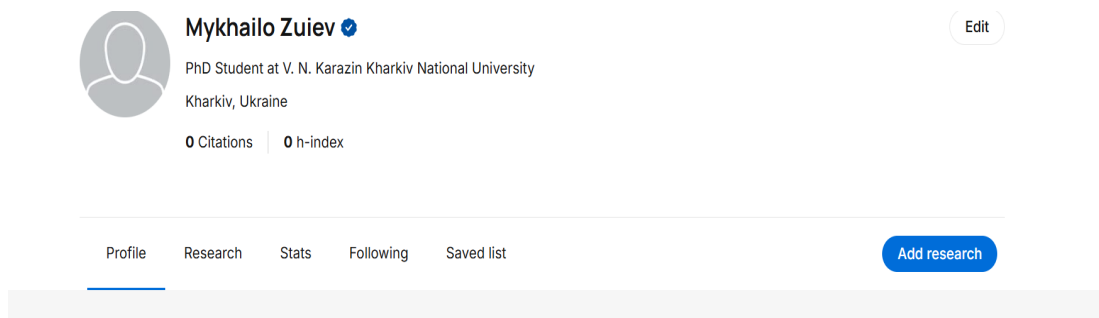 Mykhailo Zuiev
Edit
PhD Student at V. N. Karazin Kharkiv National University
Kharkiv, Ukraine
0 Citations 0 h-index
Profile Research Stats Following Saved list Add research